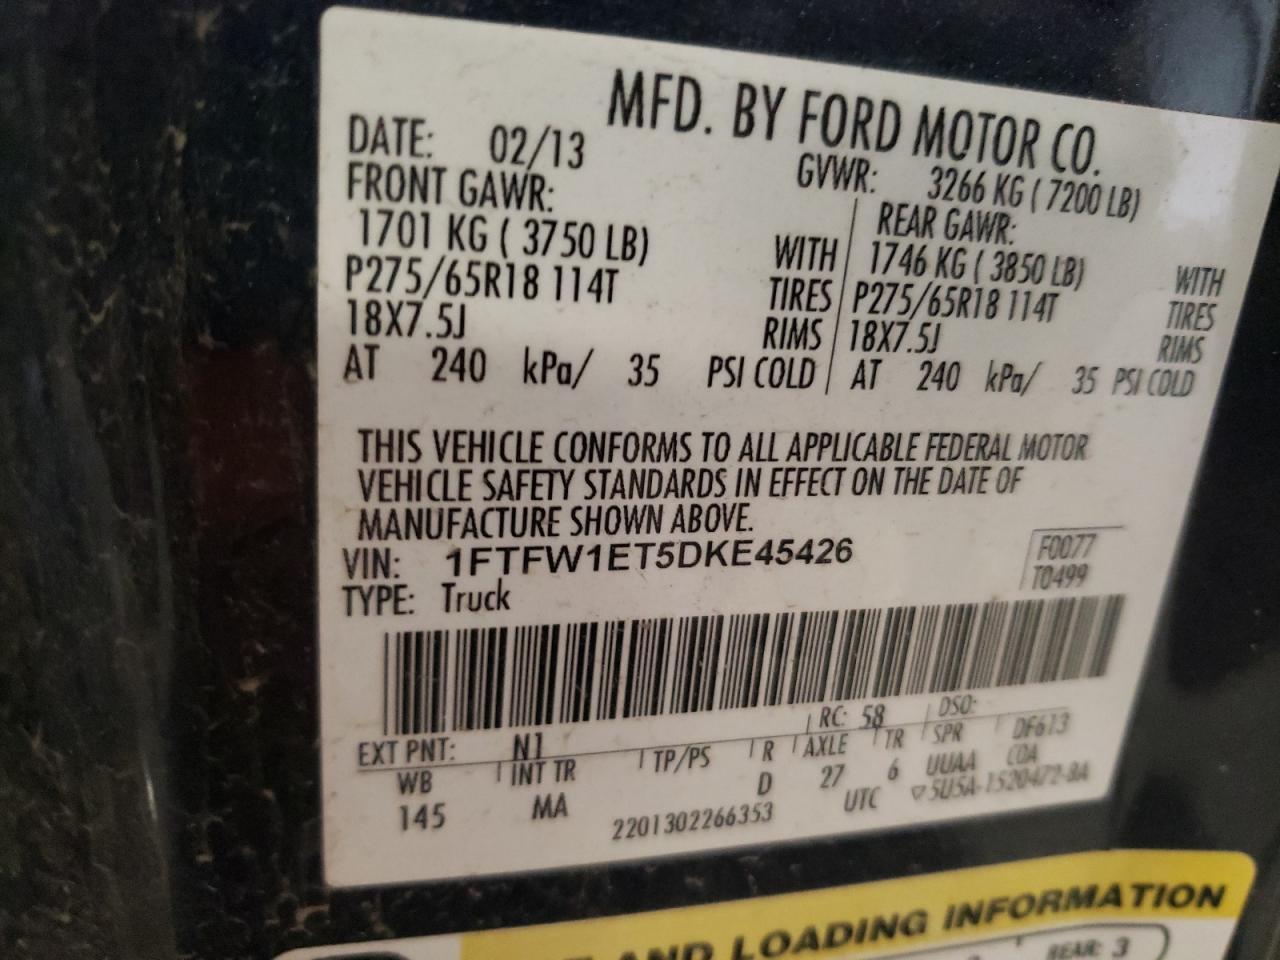 MFD. BY FORD MOTOR CO.
DATE: 02/13 GVWR: 3266 KG ( 7200 LB)
FRONT GAWR: REAR GAWR:
1701 KG ( 3750 LB) WITH 1746 KG ( 3850 LB) WITH
P275/65R18 114T TIRES P275/65R18 114T TIRES
18X7.5J RIMS 18X7.5J RIMS
AT 240 kPa/ 35 PSI COLD AT 240 kPa/ 35 PSI COLD
THIS VEHICLE CONFORMS TO ALL APPLICABLE FEDERAL MOTOR
VEHICLE SAFETY STANDARDS IN EFFECT ON THE DATE OF
MANUFACTURE SHOWN ABOVE.
VIN: 1FTFW1ET5DKE45426 F0077
TYPE: Truck T0499
EXT PNT: N1 RC: 58 DSO:
WB INT TR TP/PS R AXLE TR SPR DF613
145 MA D 27 6 UUAA CDA
2201302266353 UTC ▽5U5A-1520472-BA
AND LOADING INFORMATION
REAR: 3